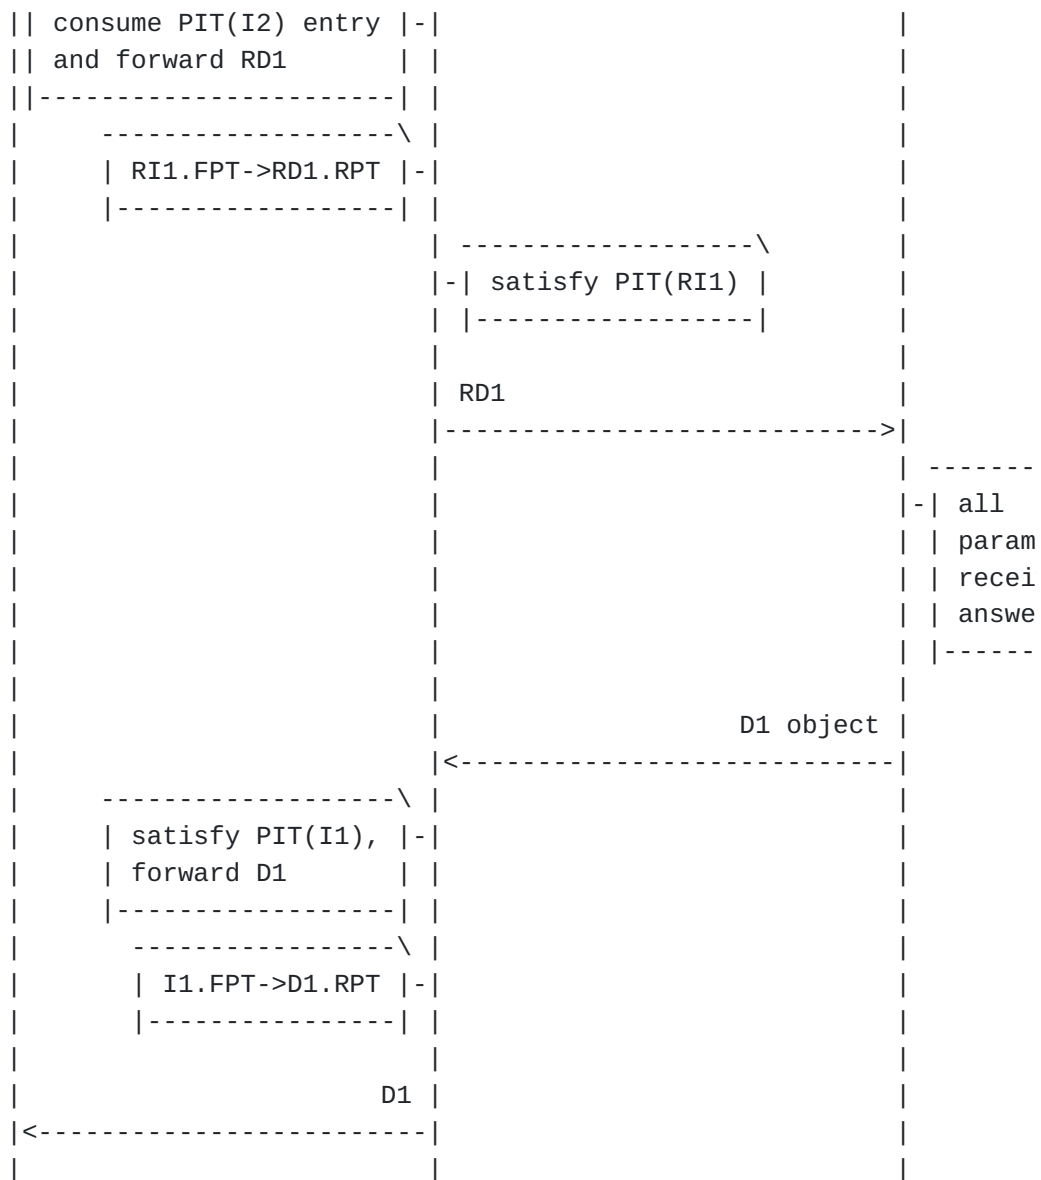 consume PIT(I2) entry
and forward RD1
RI1.FPT->RD1.RPT
satisfy PIT(RI1)
RD1
all
param
recei
answe
D1 object
satisfy PIT(I1),
forward D1
I1.FPT->D1.RPT
D1